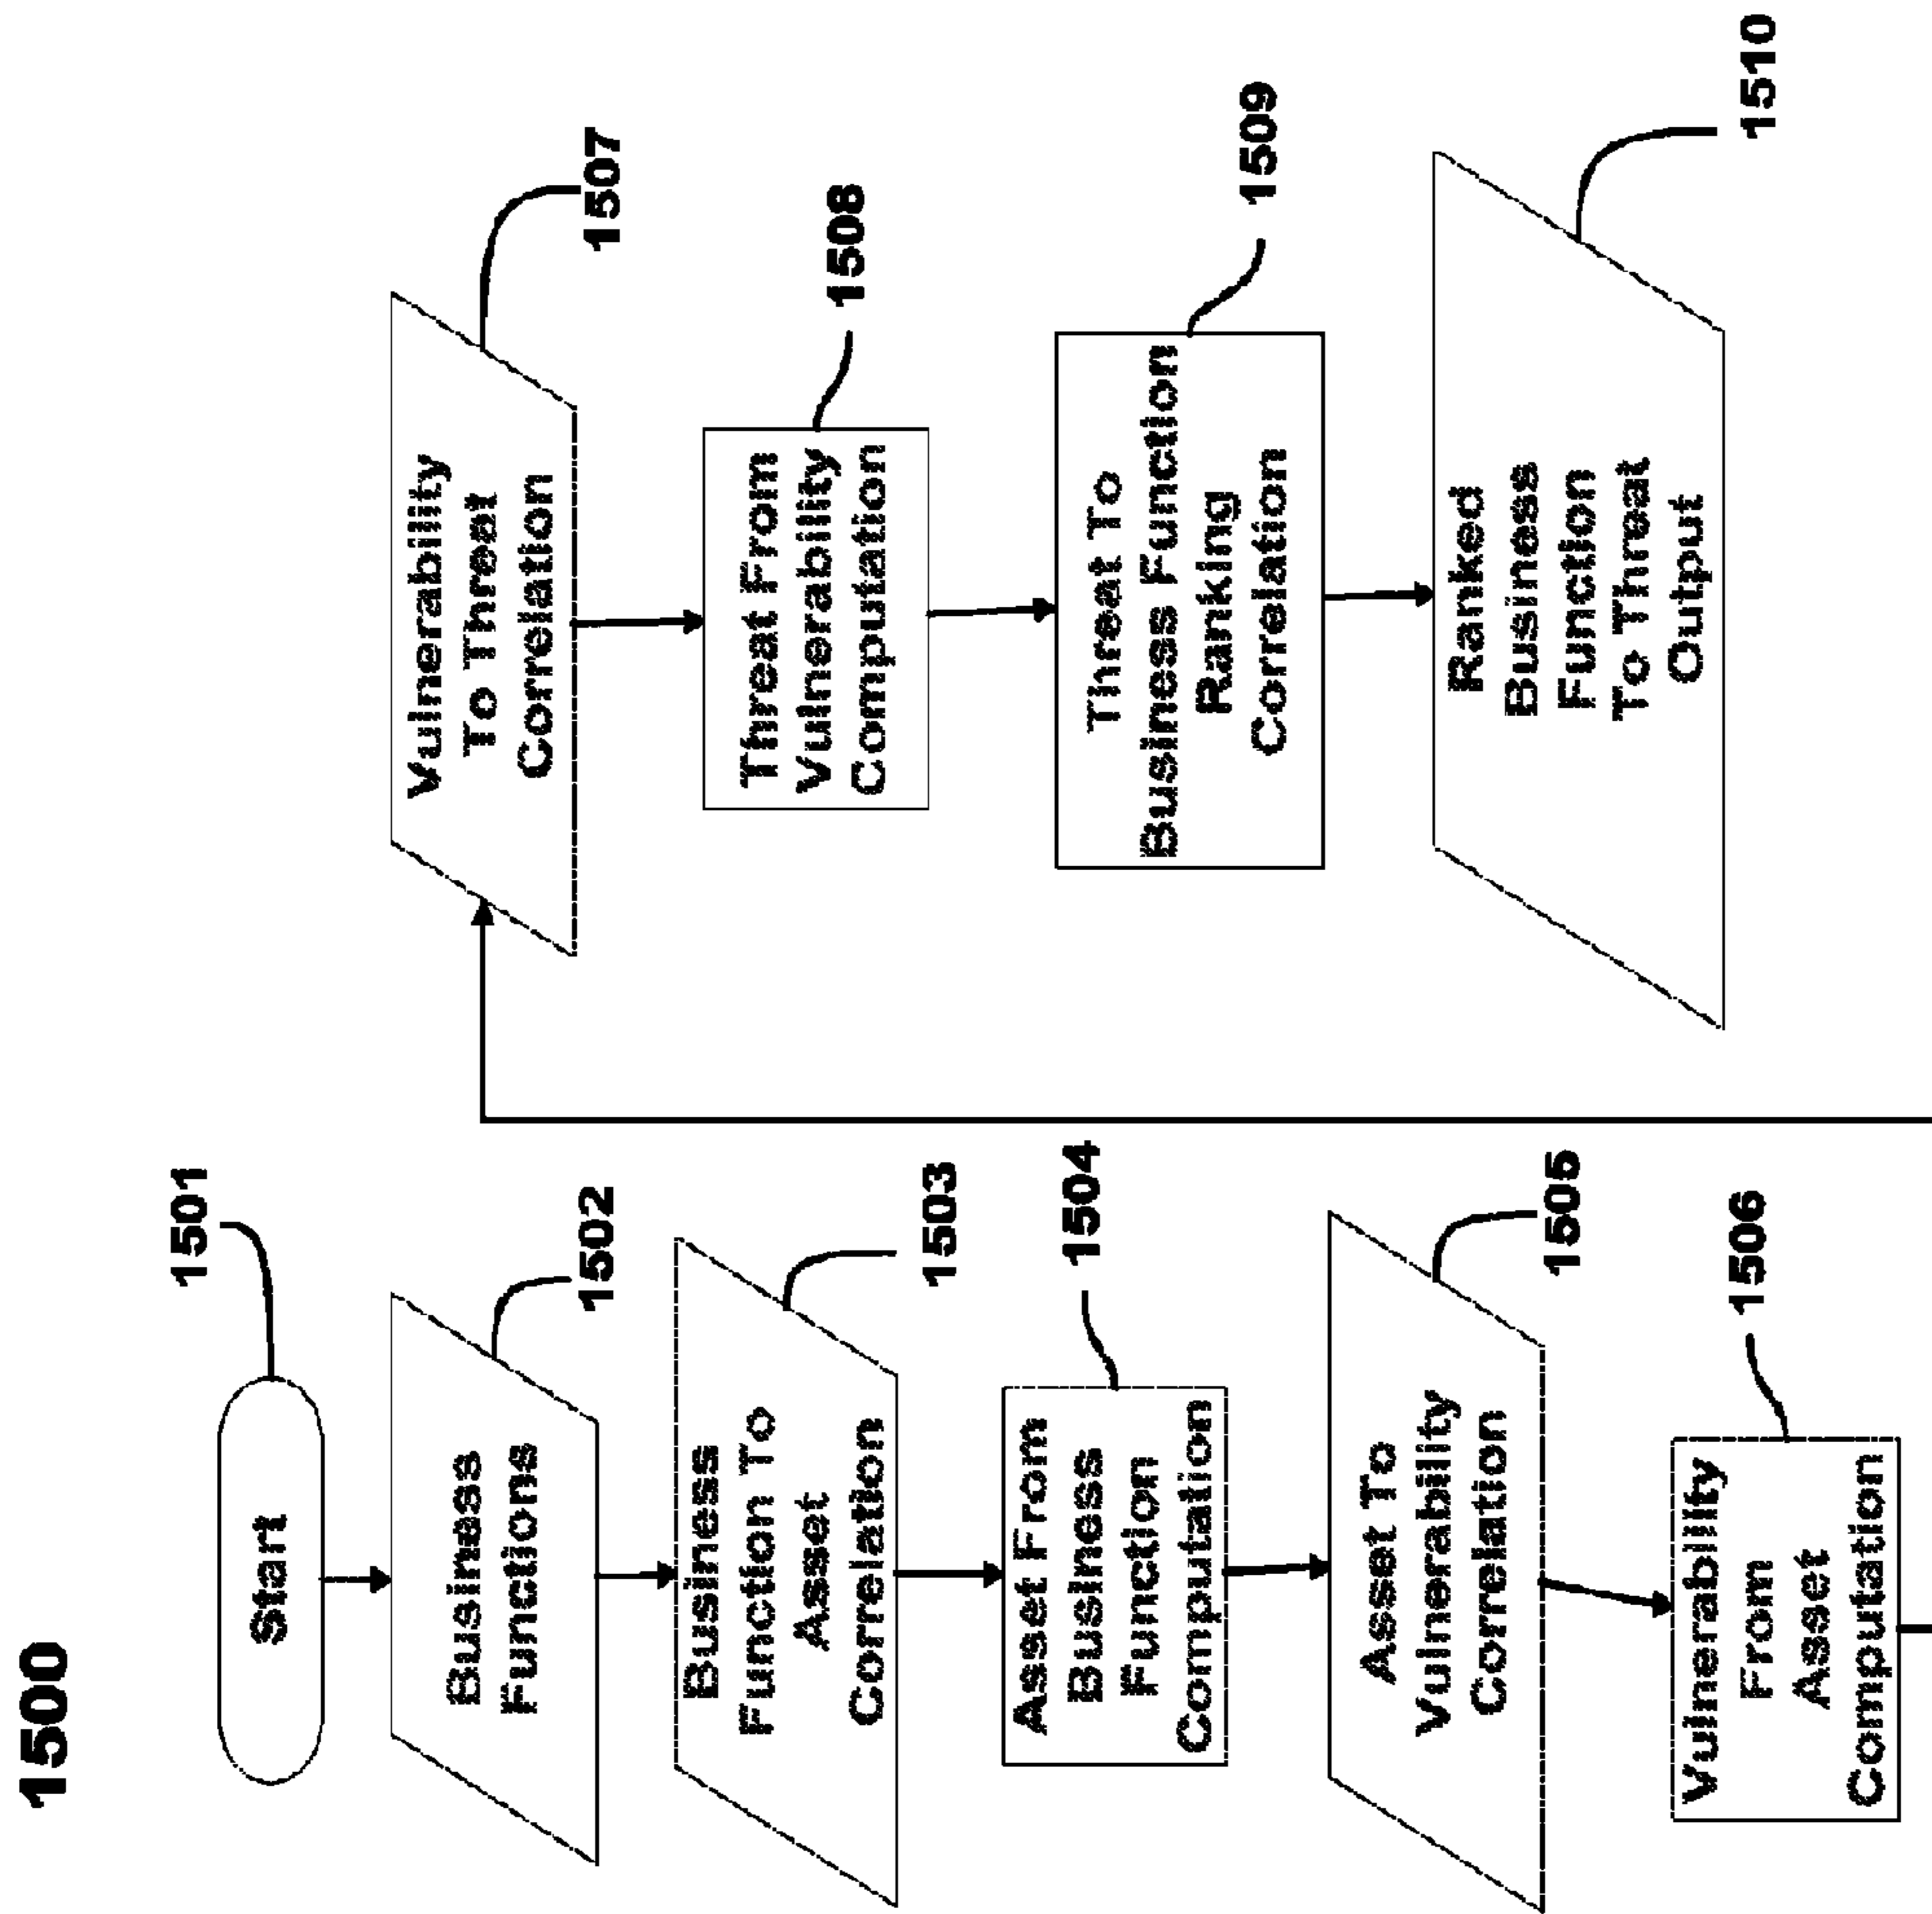 1500
Start
1501
Business
Functions
1502
Business
Function To
Asset
Correlation
1503
Asset From
Business
Function
Computation
1504
Asset To
Vulnerability
Correlation
1505
Vulnerability
From
Asset
Computation
1506
Vulnerability
To Threat
Correlation
1507
Threat From
Vulnerability
Computation
1508
Threat To
Business Function
Ranking
Correlation
1509
Ranked
Business
Function
To Threat
Output
1510